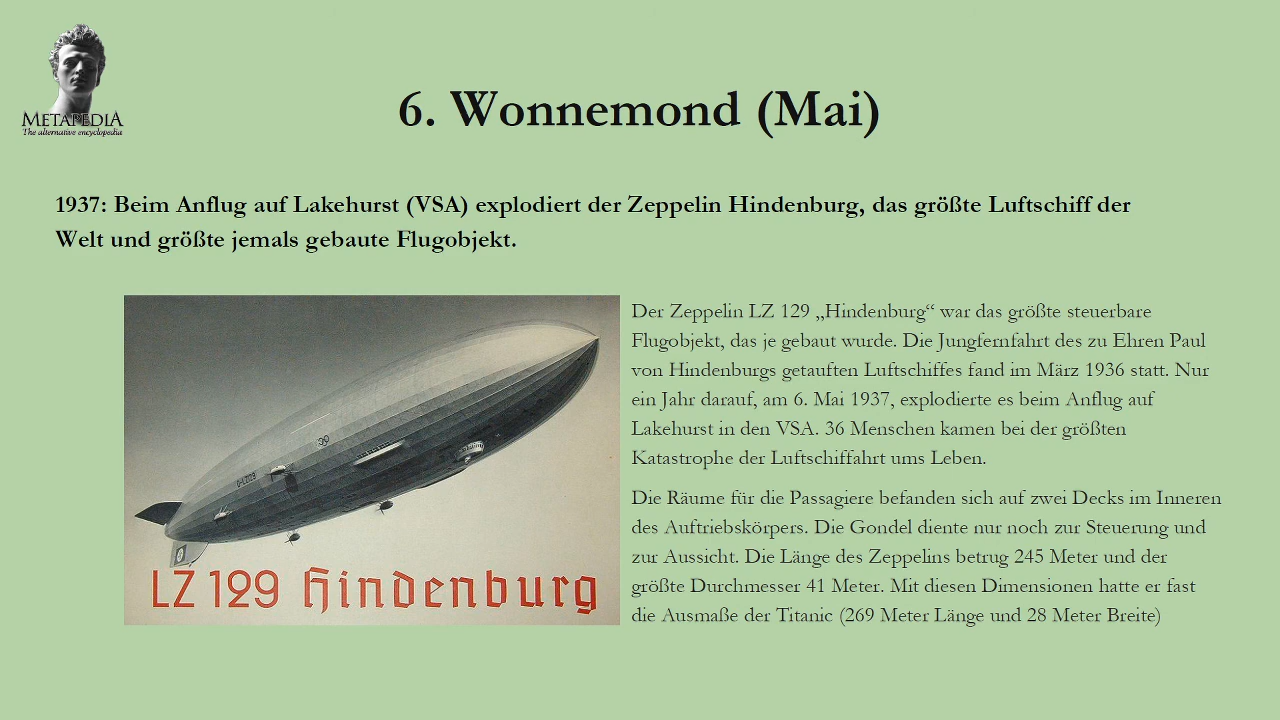 METAPEDIA
The alternative encyclopedia
6. Wonnemond (Mai)
1937: Beim Anflug auf Lakehurst (VSA) explodiert der Zeppelin Hindenburg, das größte Luftschiff der
Welt und größte jemals gebaute Flugobjekt.
D-LZ129
LZ 129 Hindenburg
Der Zeppelin LZ 129 „Hindenburg“ war das größte steuerbare
Flugobjekt, das je gebaut wurde. Die Jungfernfahrt des zu Ehren Paul
von Hindenburgs getauften Luftschiffes fand im März 1936 statt. Nur
ein Jahr darauf, am 6. Mai 1937, explodierte es beim Anflug auf
Lakehurst in den VSA. 36 Menschen kamen bei der größten
Katastrophe der Luftschiffahrt ums Leben.
Die Räume für die Passagiere befanden sich auf zwei Decks im Inneren
des Auftriebskörpers. Die Gondel diente nur noch zur Steuerung und
zur Aussicht. Die Länge des Zeppelins betrug 245 Meter und der
größte Durchmesser 41 Meter. Mit diesen Dimensionen hatte er fast
die Ausmaße der Titanic (269 Meter Länge und 28 Meter Breite)